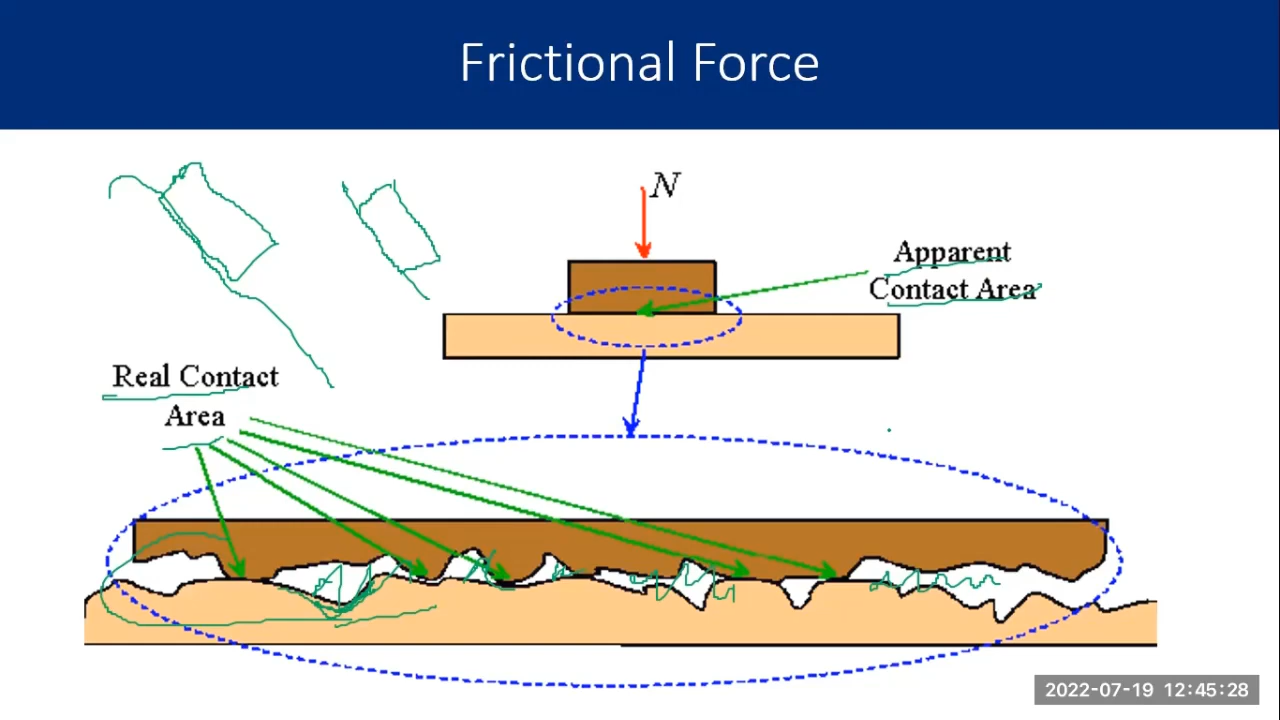 Frictional Force
N
Apparent
Contact Area
Real Contact
Area
2022-07-19 12:45:28